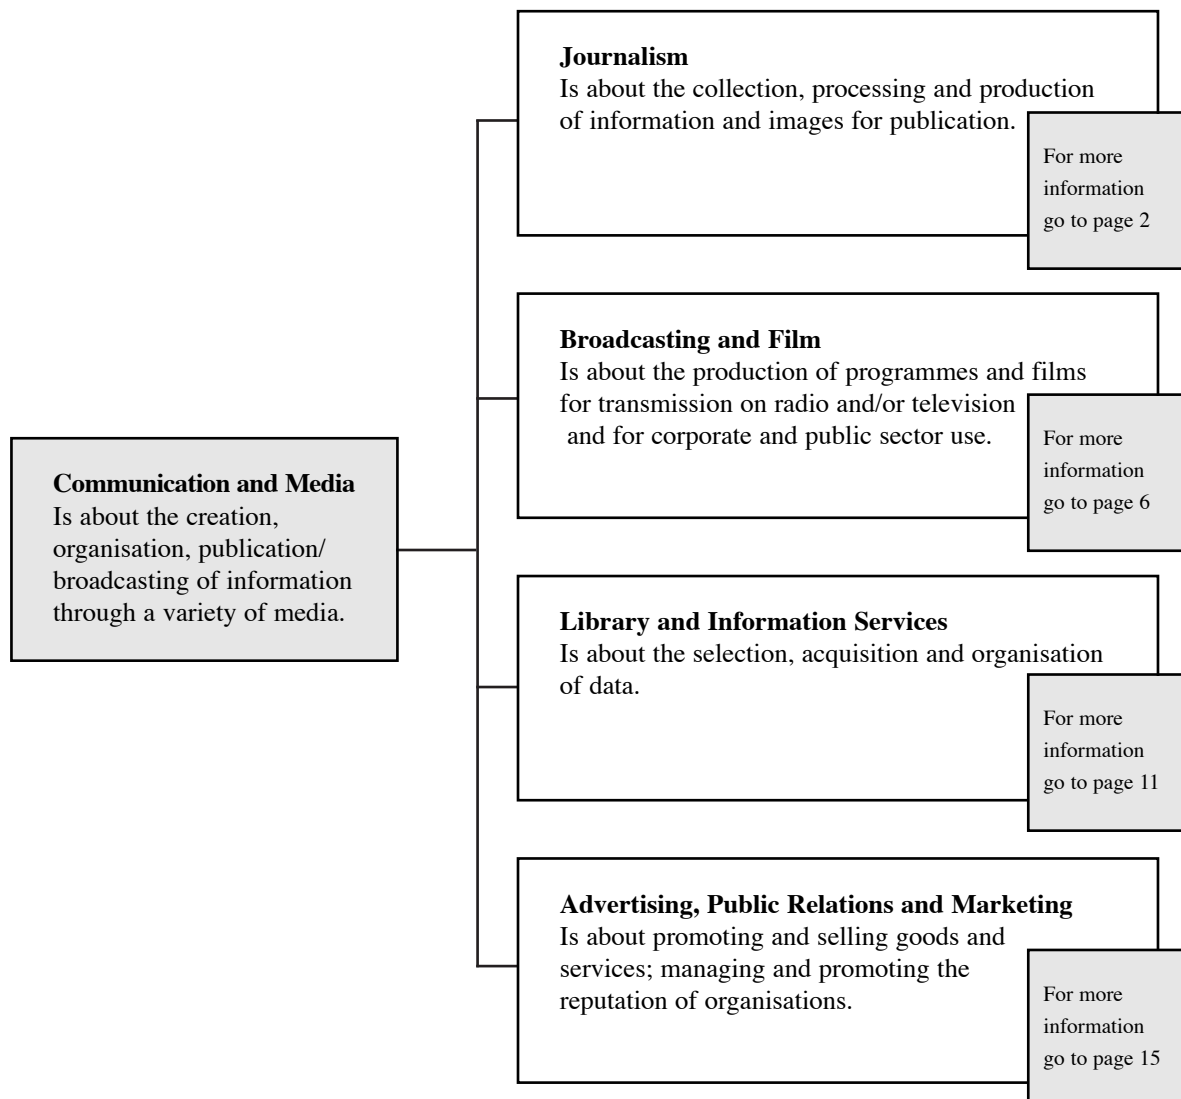 Journalism
Is about the collection, processing and production
of information and images for publication.
For more
information
go to page 2
Broadcasting and Film
Is about the production of programmes and films
for transmission on radio and/or television
and for corporate and public sector use.
For more
information
go to page 6
Communication and Media
Is about the creation,
organisation, publication/
broadcasting of information
through a variety of media.
Library and Information Services
Is about the selection, acquisition and organisation
of data.
For more
information
go to page 11
Advertising, Public Relations and Marketing
Is about promoting and selling goods and
services; managing and promoting the
reputation of organisations.
For more
information
go to page 15